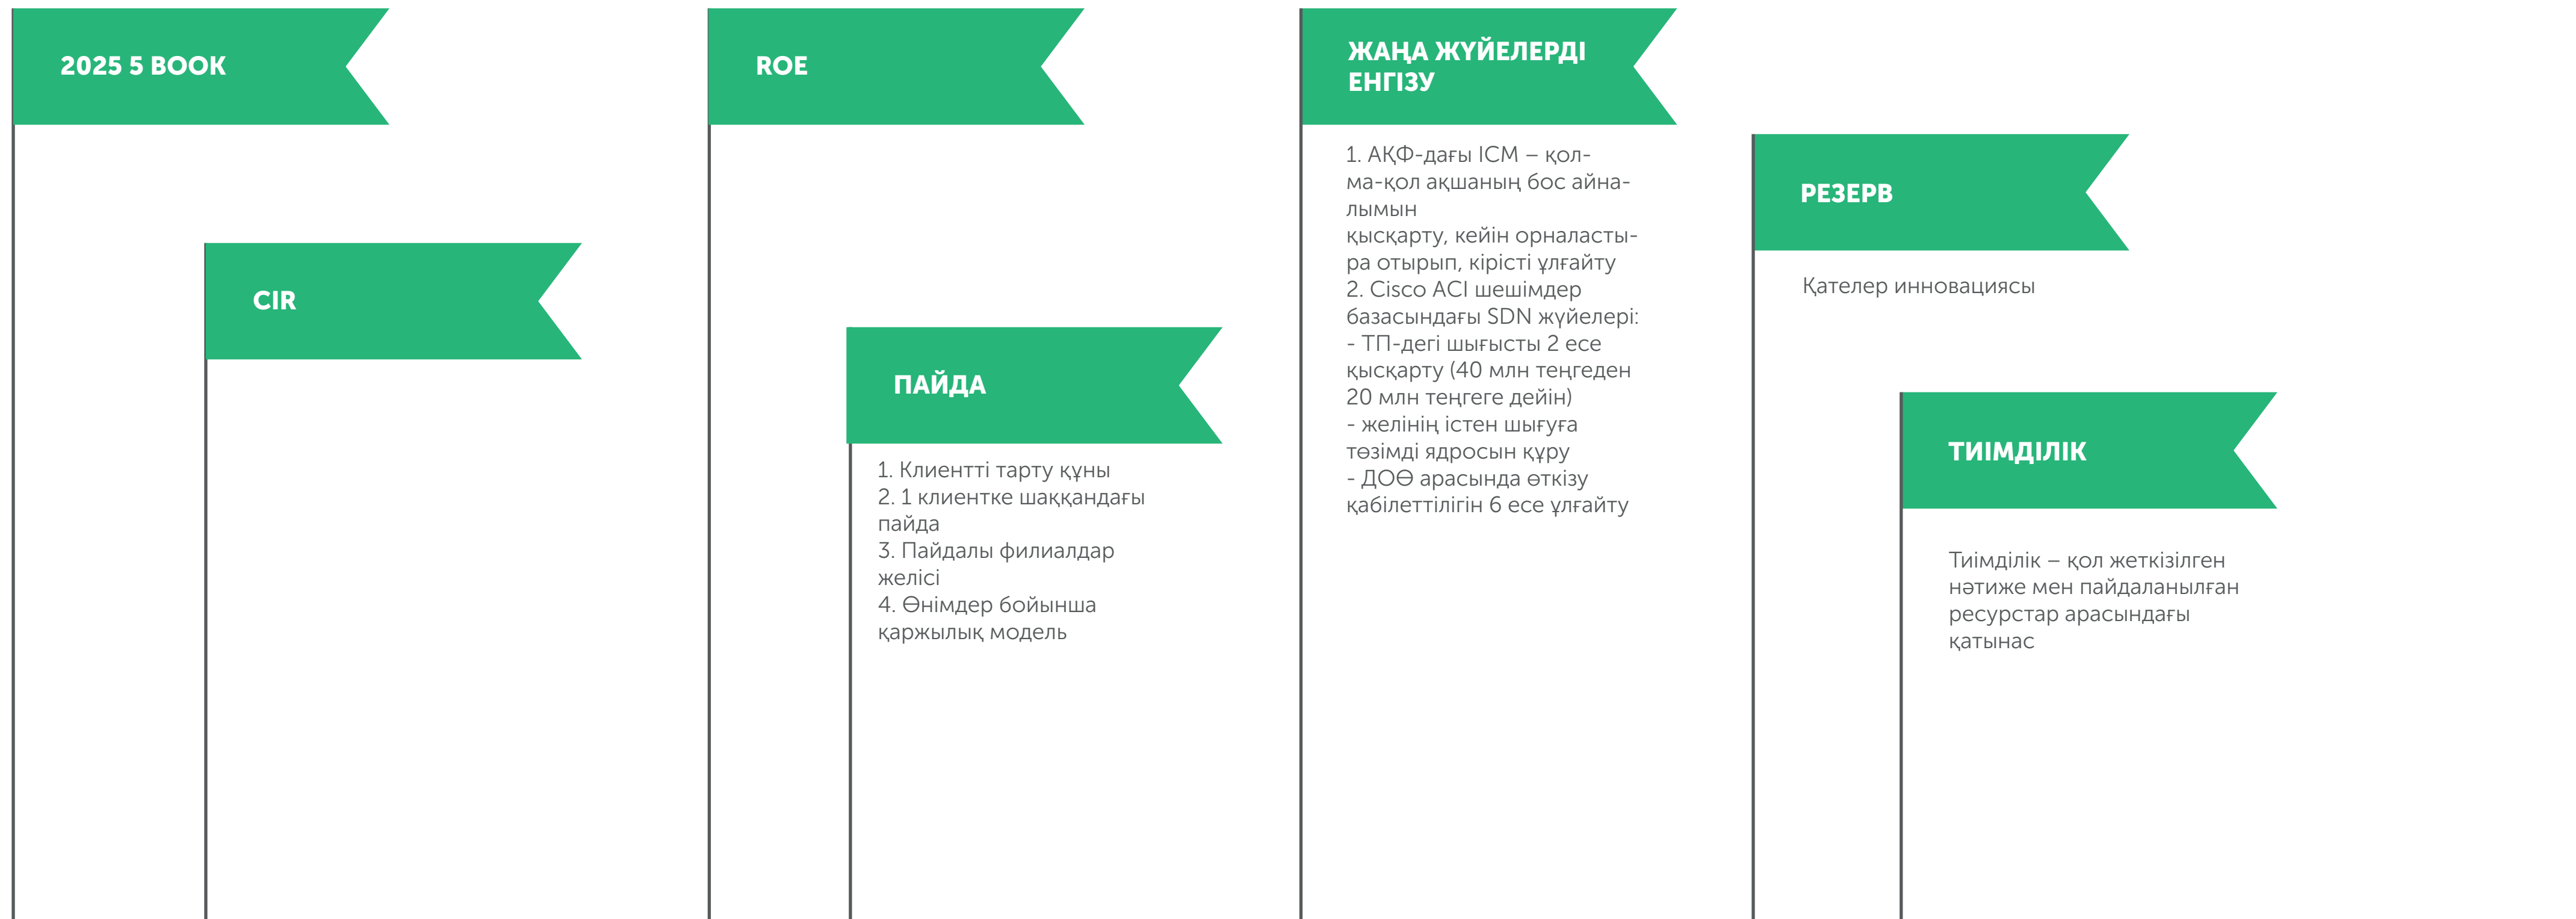 2025 5 BOOK
CIR
ROE
ПАЙДА
1. Клиентті тарту құны
2. 1 клиентке шаққандағы
пайда
3. Пайдалы филиалдар
желісі
4. Өнімдер бойынша
қаржылық модель
ЖАҢА ЖҮЙЕЛЕРДІ
ЕНГІЗУ
1. АҚФ-дағы ICM – қол-
ма-қол ақшаның бос айна-
лымын
қысқарту, кейін орналасты-
ра отырып, кірісті ұлғайту
2. Cisco ACI шешімдер
базасындағы SDN жүйелері:
- ТП-дегі шығысты 2 есе
қысқарту (40 млн теңгеден
20 млн теңгеге дейін)
- желінің істен шығуға
төзімді ядросын құру
- ДОӨ арасында өткізу
қабілеттілігін 6 есе ұлғайту
РЕЗЕРВ
Қателер инновациясы
ТИІМДІЛІК
Тиімділік – қол жеткізілген
нәтиже мен пайдаланылған
ресурстар арасындағы
қатынас